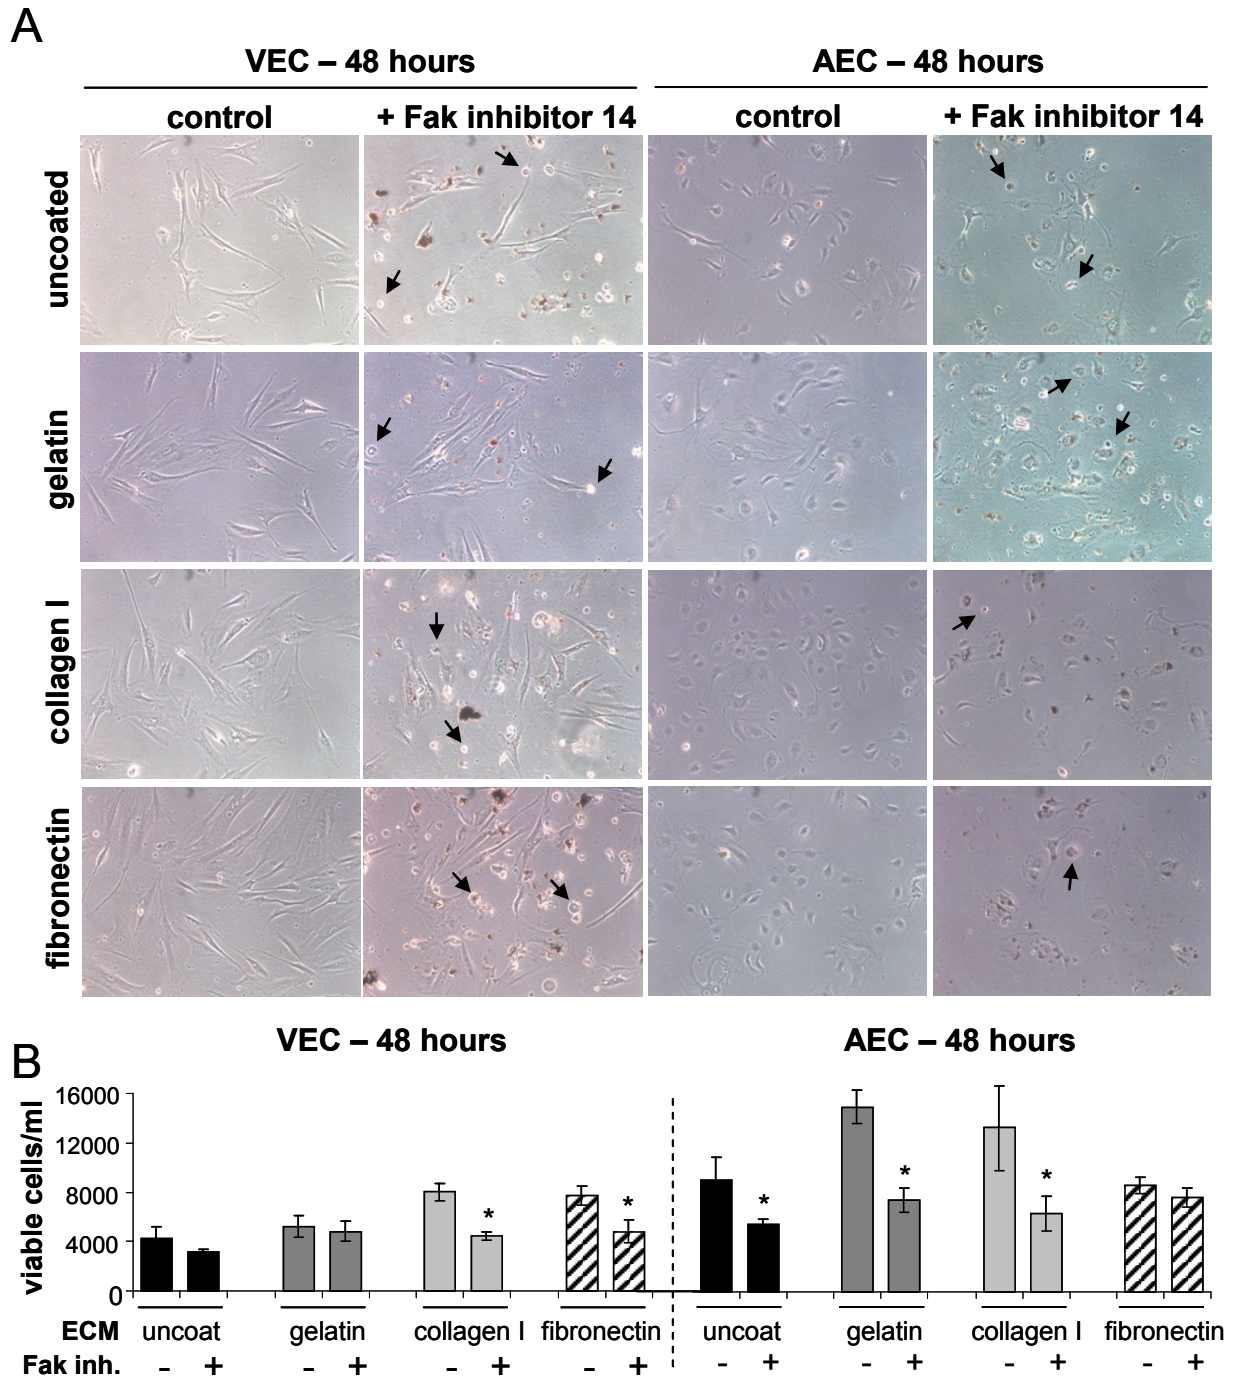 A
VEC – 48 hours
AEC – 48 hours
control
+ Fak inhibitor 14
control
+ Fak inhibitor 14
uncoated
gelatin
collagen I
fibronectin
B
VEC – 48 hours
AEC – 48 hours
viable cells/ml
16000
12000
8000
4000
0
* * * * *
ECM uncoat gelatin collagen I fibronectin uncoat gelatin collagen I fibronectin
Fak inh. - + - + - + - + - + - + - + - +